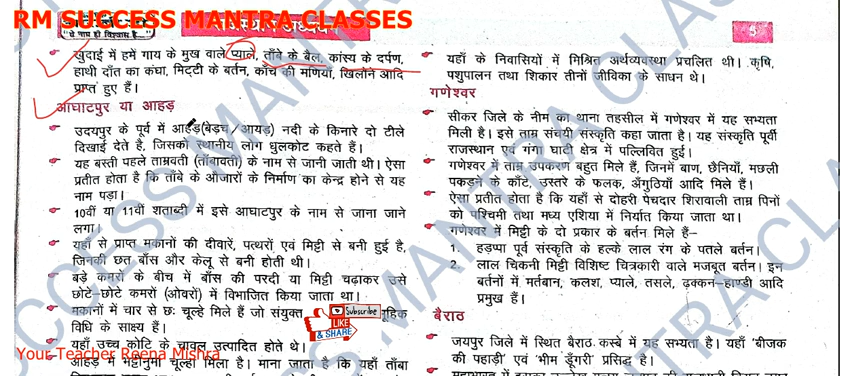 RM SUCCESS MANTRA CLASSES
राजस्थान अध्ययन
"ये नाम ही विश्वास है..."
5
खुदाई में हमें गाय के मुख वाले प्याले, ताँबे के बैल, कांस्य के दर्पण,
हाथी दाँत का कंघा, मिट्टी के बर्तन, काँच की मणियाँ, खिलौने आदि
प्राप्त हुए हैं।
आघाटपुर या आहड़
उदयपुर के पूर्व में आहड़(बेड़च/आयड़) नदी के किनारे दो टीले
दिखाई देते है, जिसको स्थानीय लोग धुलकोट कहते हैं।
यह बस्ती पहले ताम्रवती (तांबावती) के नाम से जानी जाती थी। ऐसा
प्रतीत होता है कि ताँबे के औजारों के निर्माण का केन्द्र होने से यह
नाम पड़ा।
10वीं या 11वीं शताब्दी में इसे आघाटपुर के नाम से जाना जाने
लगा।
यहाँ से प्राप्त मकानों की दीवारें, पत्थरों एवं मिट्टी से बनी हुई है,
जिनकी छत बाँस और केलू से बनी होती थी।
बड़े कमरों के बीच में बाँस की परदी या मिट्टी चढ़ाकर उसे
छोटे-छोटे कमरों (ओवरों) में विभाजित किया जाता था।
मकानों में चार से छः चूल्हे मिले हैं जो संयुक्त मूहिक
विधि के साक्ष्य हैं।
यहाँ उच्च कोटि के चावल उत्पादित होते थे।
आहड़ में भट्टीनुमा चूल्हा मिला है। माना जाता है कि यहाँ ताँबा
Subscribe
LIKE
& SHARE
Your Teacher Reena Mishra
यहाँ के निवासियों में मिश्रित अर्थव्यवस्था प्रचलित थी। कृषि,
पशुपालन तथा शिकार तीनों जीविका के साधन थे।
गणेश्वर
सीकर जिले के नीम का थाना तहसील में गणेश्वर में यह सभ्यता
मिली है। इसे ताम्र संचयी संस्कृति कहा जाता है। यह संस्कृति पूर्वी
राजस्थान एवं गंगा घाटी क्षेत्र में पल्लिवित हुई।
गणेश्वर में ताम्र उपकरण बहुत मिले हैं, जिनमें बाण, छैनियाँ, मछली
पकड़ने के काँटे, उस्तरे के फलक, अँगुठियाँ आदि मिले हैं।
ऐसा प्रतीत होता है कि यहाँ से दोहरी पेचदार शिरावाली ताम्र पिनों
को पश्चिमी तथा मध्य एशिया में निर्यात किया जाता था।
गणेश्वर में मिट्टी के दो प्रकार के बर्तन मिले हैं–
1. हड़प्पा पूर्व संस्कृति के हल्के लाल रंग के पतले बर्तन।
2. लाल चिकनी मिट्टी विशिष्ट चित्रकारी वाले मजबूत बर्तन। इन
बर्तनों में मर्तबान, कलश, प्याले, तसले, ढ़क्कन-हाण्डी आदि
प्रमुख हैं।
बैराठ
जयपुर जिले में स्थित बैराठ कस्बे में यह सभ्यता है। यहाँ 'बीजक
की पहाड़ी' एवं 'भीम डूँगरी' प्रसिद्ध है।